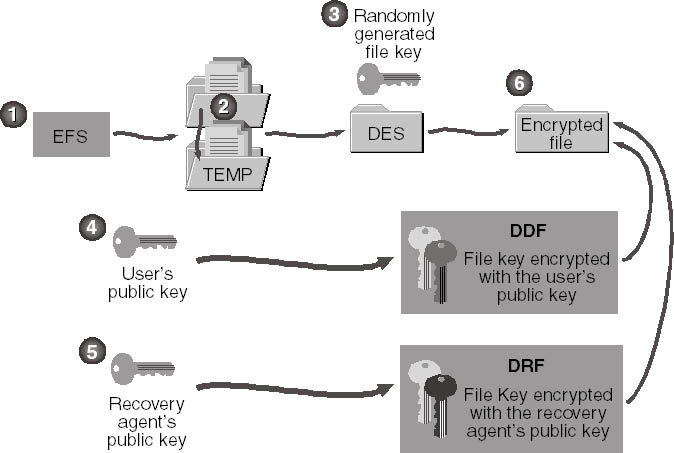 3 Randomly
generated
file key
1
EFS
2
TEMP
DES
6
Encrypted
file
4
User's
public key
DDF
File key encrypted
with the user's
public key
5
Recovery
agent's
public key
DRF
File Key encrypted
with the recovery
agent's public key